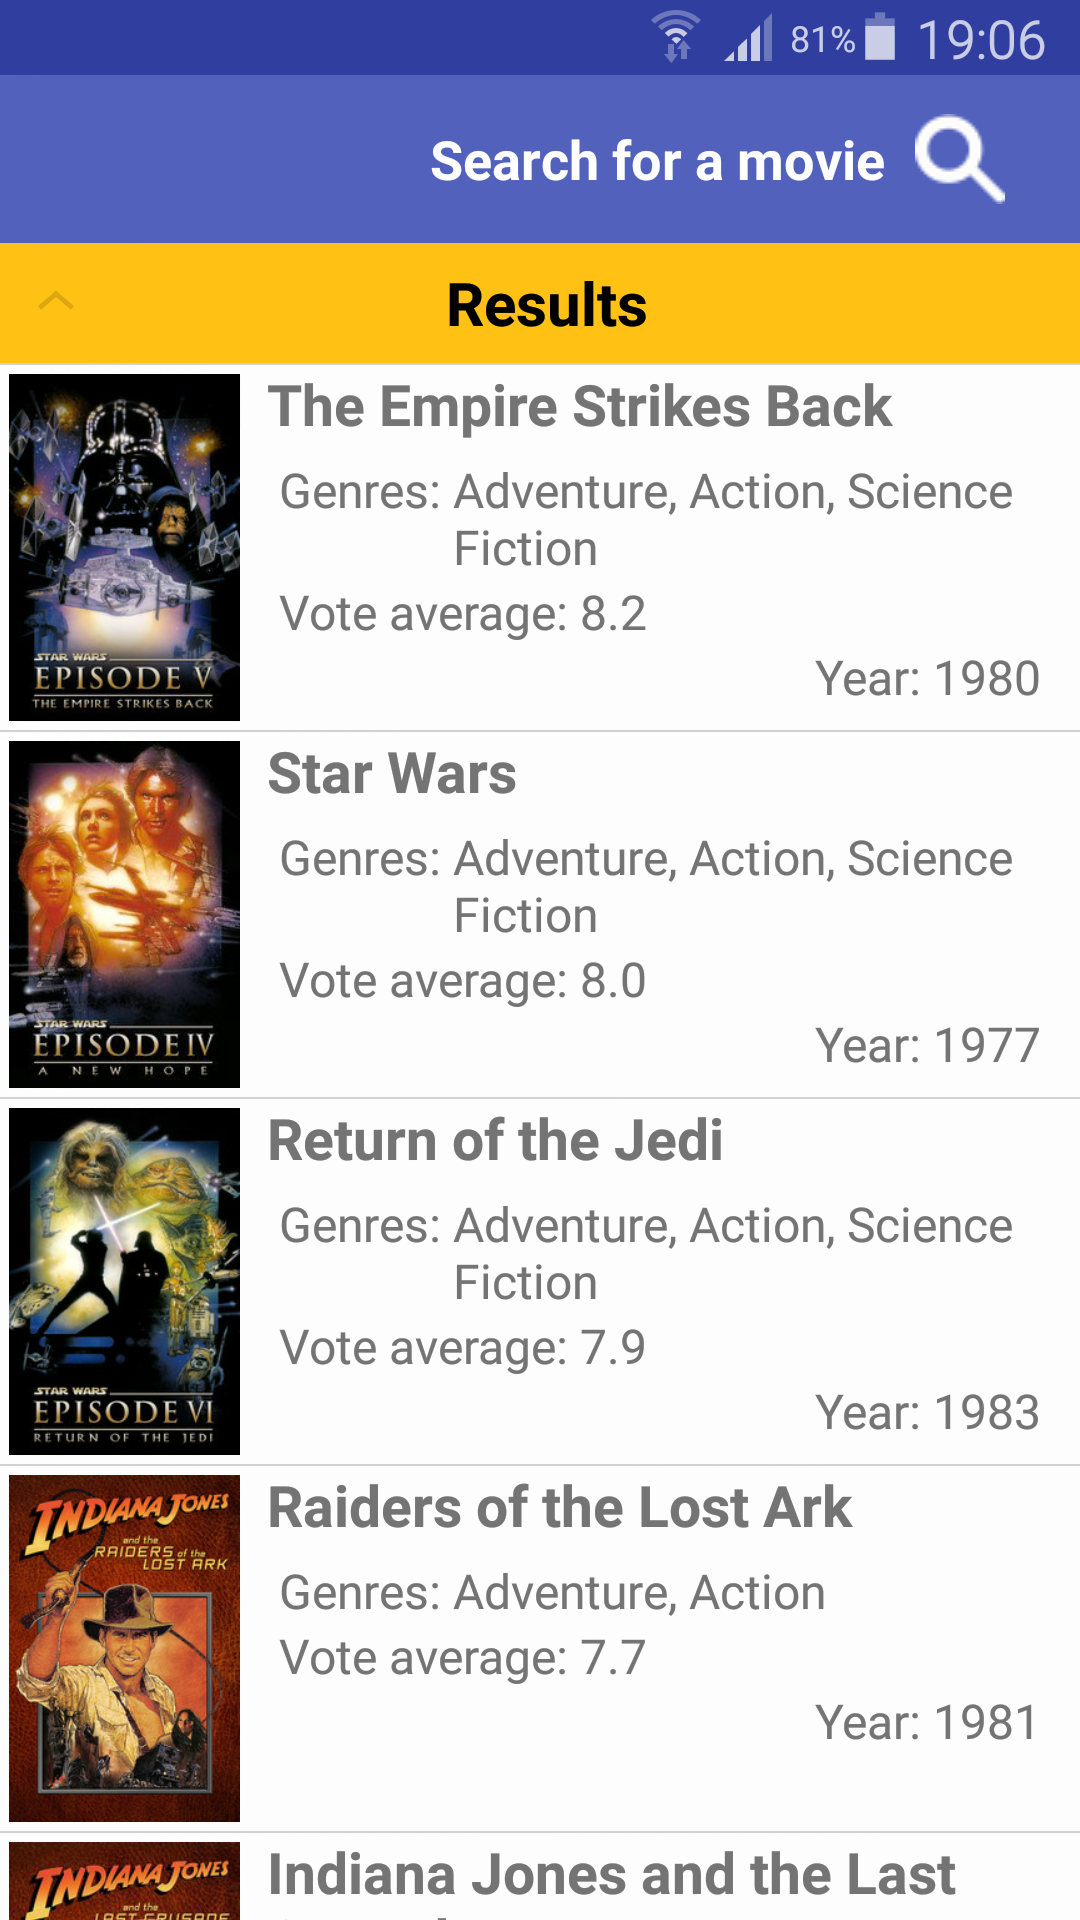 81% 19:06
Search for a movie
Results
The Empire Strikes Back
Genres: Adventure, Action, Science
Fiction
Vote average: 8.2
Year: 1980
STAR WARS
EPISODE V
THE EMPIRE STRIKES BACK
Star Wars
Genres: Adventure, Action, Science
Fiction
Vote average: 8.0
Year: 1977
STAR WARS
EPISODE IV
A NEW HOPE
Return of the Jedi
Genres: Adventure, Action, Science
Fiction
Vote average: 7.9
Year: 1983
STAR WARS
EPISODE VI
RETURN OF THE JEDI
Raiders of the Lost Ark
Genres: Adventure, Action
Vote average: 7.7
Year: 1981
INDIANA JONES
and the
RAIDERS of the
LOST ARK
Indiana Jones and the Last
INDIANA JONES
and the
LAST CRUSADE